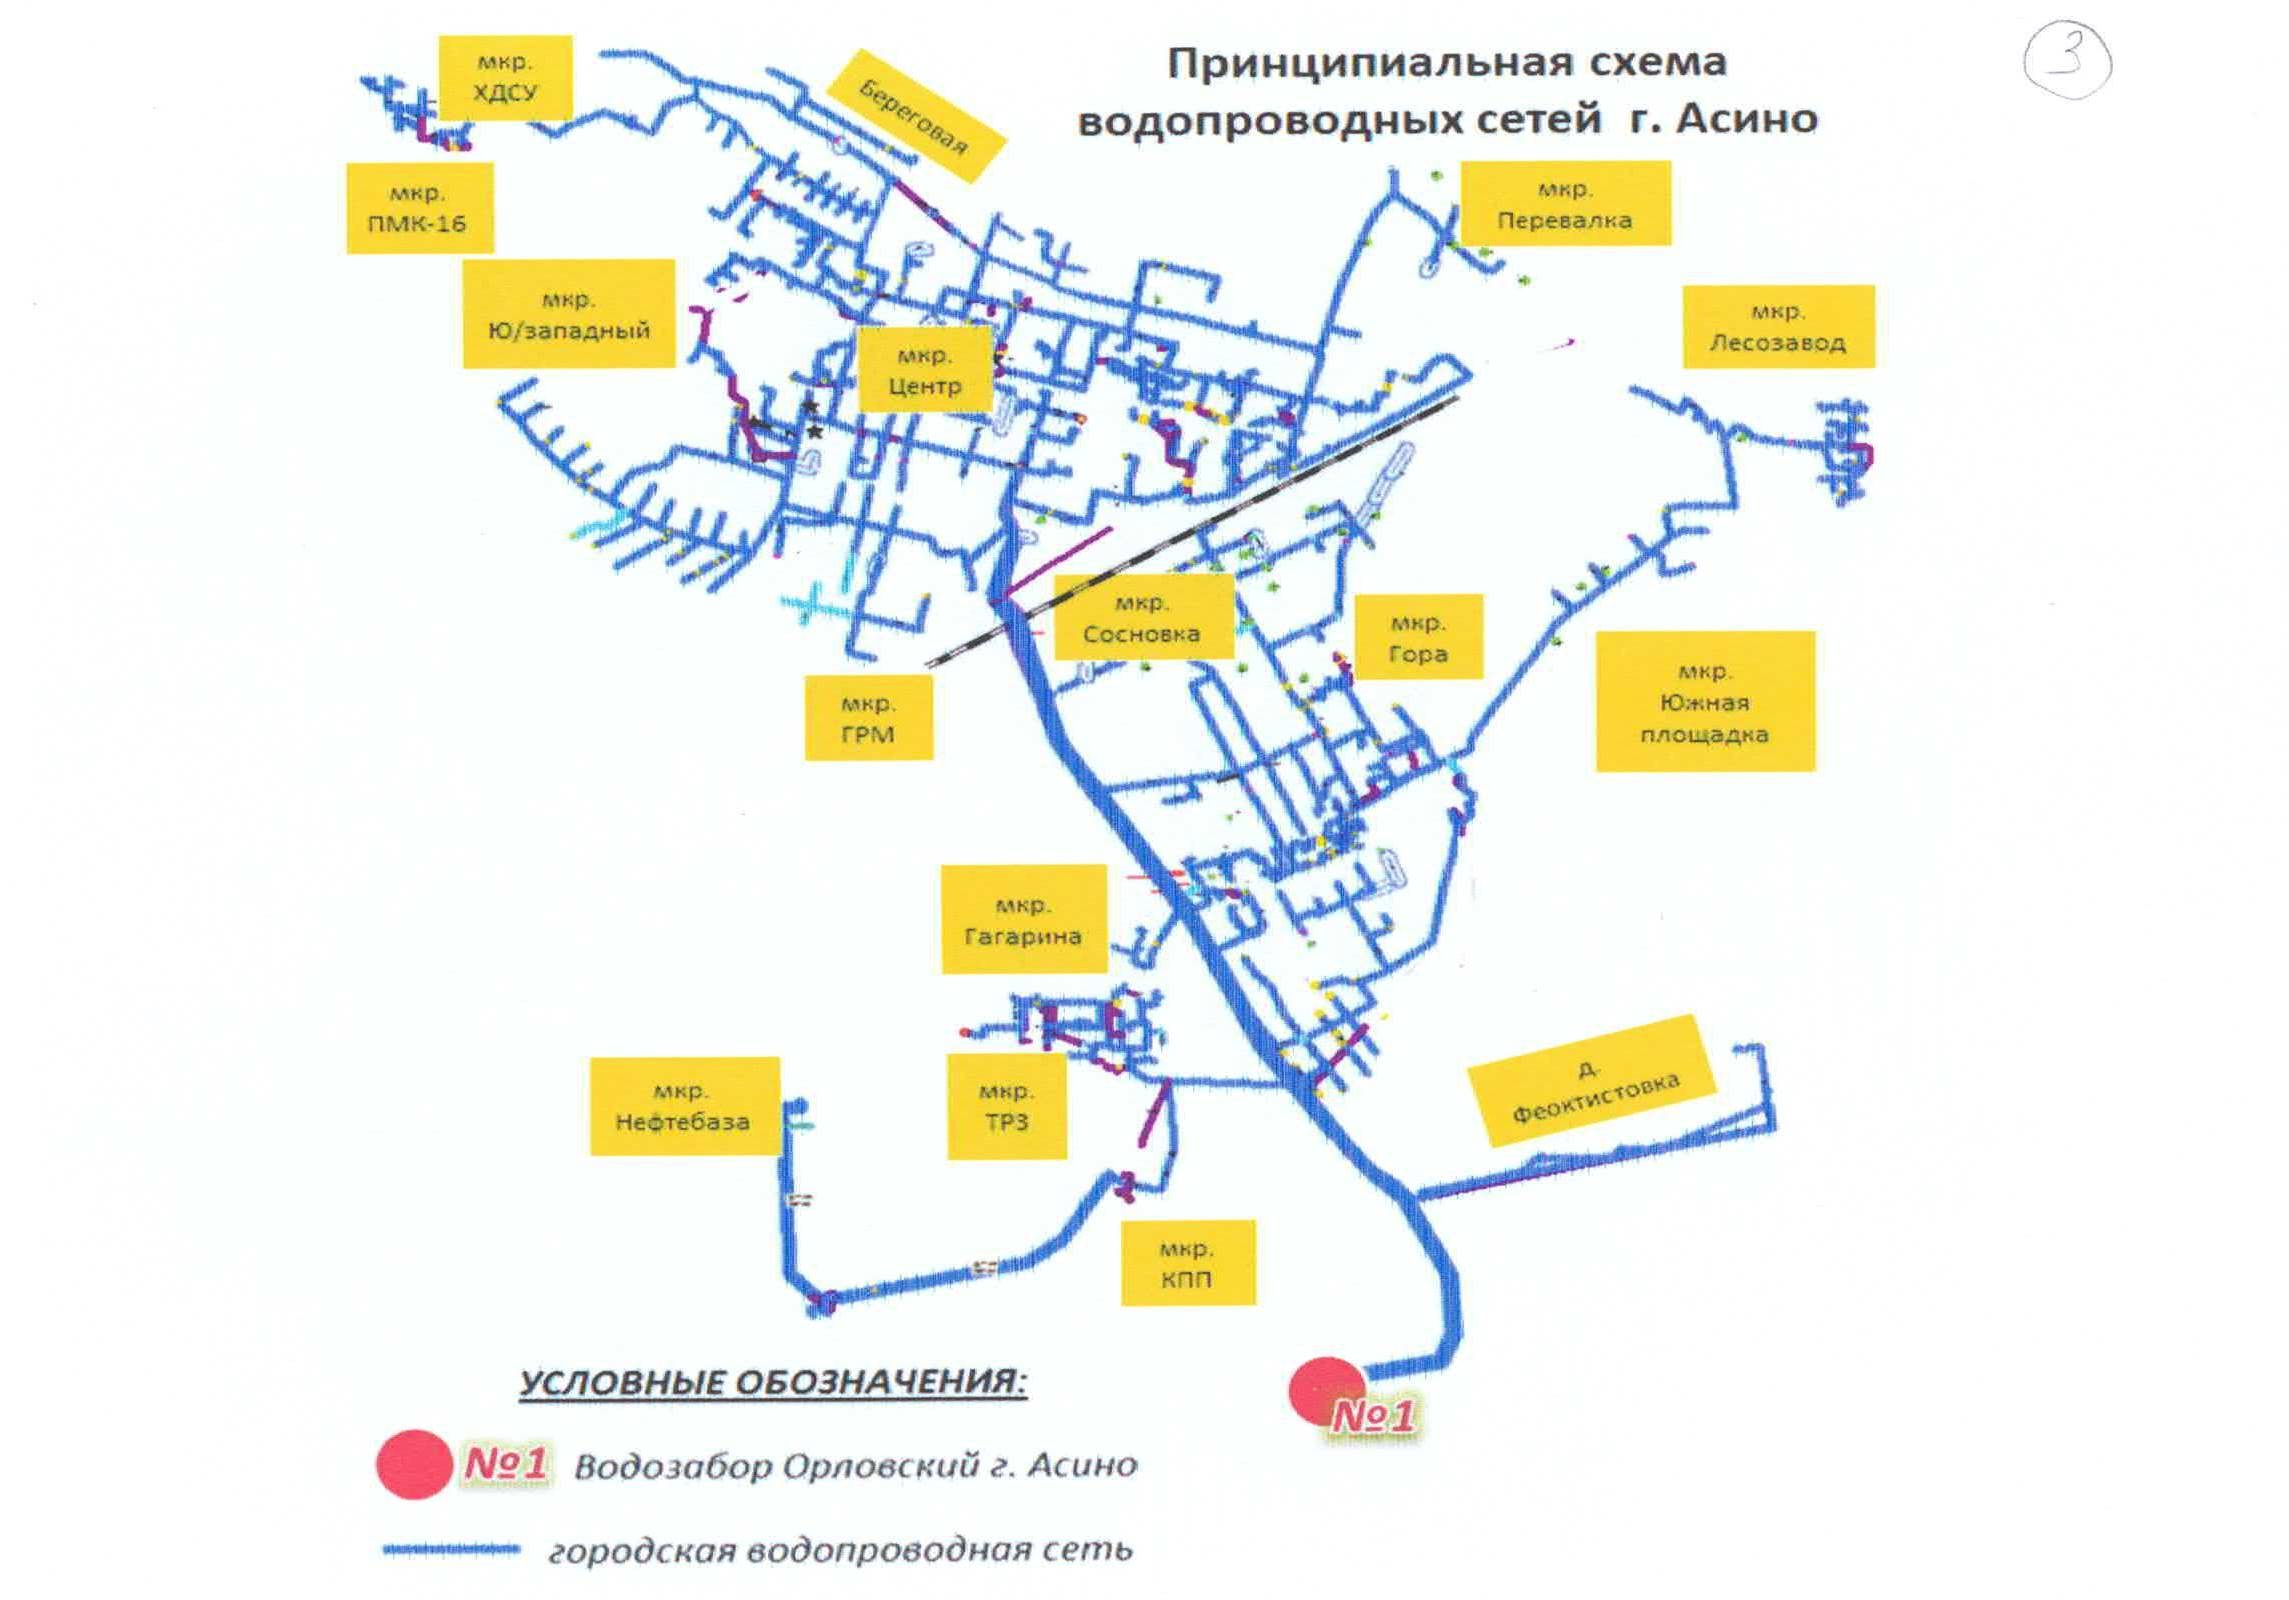 Принципиальная схема
водопроводных сетей г. Асино
3
мкр.
ХДСУ
Береговая
мкр.
ПМК-16
мкр.
Перевалка
мкр.
Ю/западный
мкр.
Лесозавод
мкр.
Центр
мкр.
Сосновка
мкр.
Гора
мкр.
Южная
площадка
мкр.
ГРМ
мкр.
Гагарина
мкр.
Нефтебаза
мкр.
ТРЗ
д.
Феоктистовка
мкр.
КПП
№1
УСЛОВНЫЕ ОБОЗНАЧЕНИЯ:
№1 Водозабор Орловский г. Асино
городская водопроводная сеть